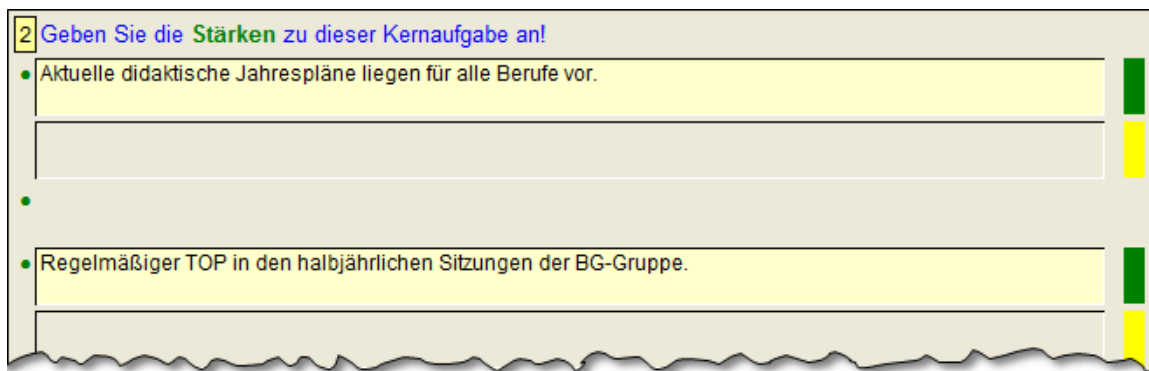 2 Geben Sie die Stärken zu dieser Kernaufgabe an!
• Aktuelle didaktische Jahrespläne liegen für alle Berufe vor.
•
• Regelmäßiger TOP in den halbjährlichen Sitzungen der BG-Gruppe.